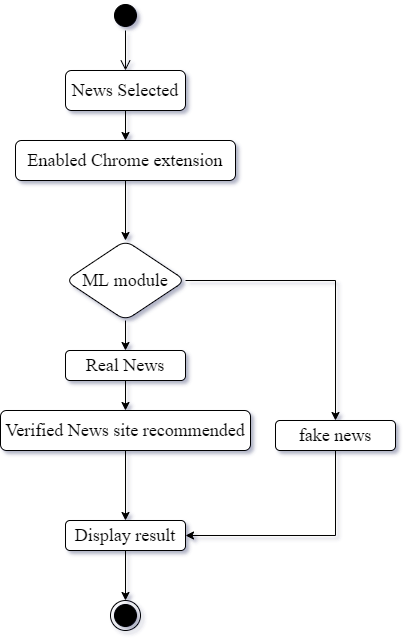 News Selected
Enabled Chrome extension
ML module
Real News
Verified News site recommended
fake news
Display result